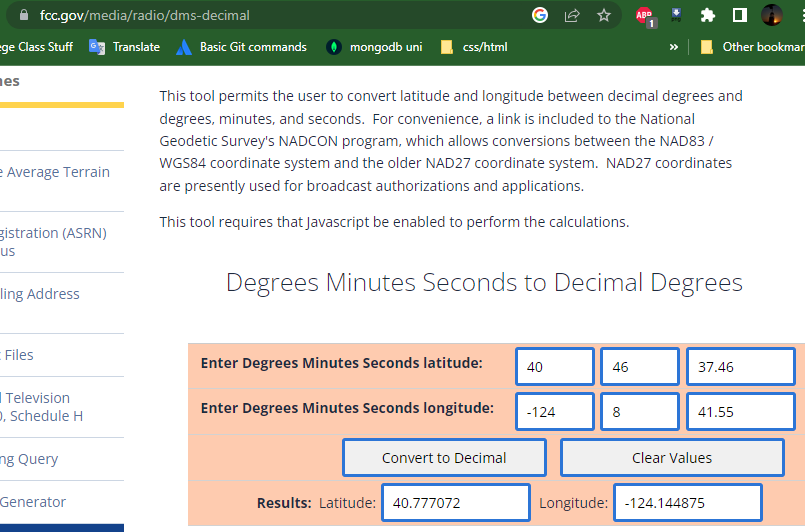 fcc.gov/media/radio/dms-decimal
ABP
1
ege Class Stuff Translate Basic Git commands mongodb uni css/html » Other bookmar
nes
e Average Terrain
gistration (ASRN)
us
ling Address
: Files
d Television
0, Schedule H
ng Query
Generator
This tool permits the user to convert latitude and longitude between decimal degrees and
degrees, minutes, and seconds. For convenience, a link is included to the National
Geodetic Survey's NADCON program, which allows conversions between the NAD83 /
WGS84 coordinate system and the older NAD27 coordinate system. NAD27 coordinates
are presently used for broadcast authorizations and applications.
This tool requires that Javascript be enabled to perform the calculations.
Degrees Minutes Seconds to Decimal Degrees
Enter Degrees Minutes Seconds latitude: 40 46 37.46
Enter Degrees Minutes Seconds longitude: -124 8 41.55
Convert to Decimal Clear Values
Results: Latitude: 40.777072 Longitude: -124.144875